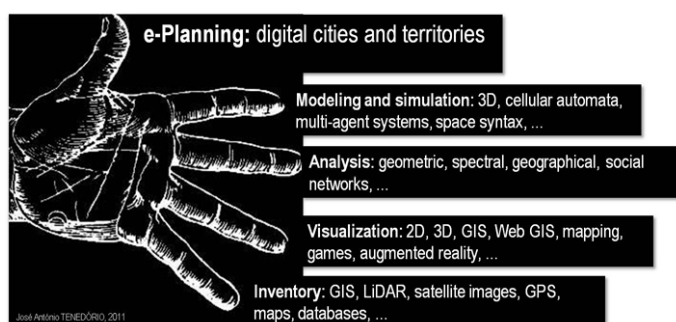 e-Planning: digital cities and territories
Modeling and simulation: 3D, cellular automata,
multi-agent systems, space syntax, ...
Analysis: geometric, spectral, geographical, social
networks, ...
Visualization: 2D, 3D, GIS, Web GIS, mapping,
games, augmented reality, ...
Inventory: GIS, LiDAR, satellite images, GPS,
maps, databases, ...
José António TENEDÓRIO, 2011